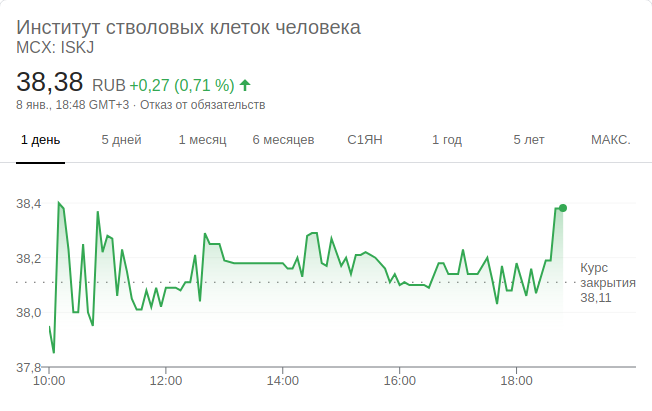 Институт стволовых клеток человека
MCX: ISKJ
38,38 RUB +0,27 (0,71 %)
8 янв., 18:48 GMT+3 · Отказ от обязательств
1 день 5 дней 1 месяц 6 месяцев С1ЯН 1 год 5 лет МАКС.
38,4
38,2
Курс
закрытия
38,11
38,0
37,8
10:00 12:00 14:00 16:00 18:00